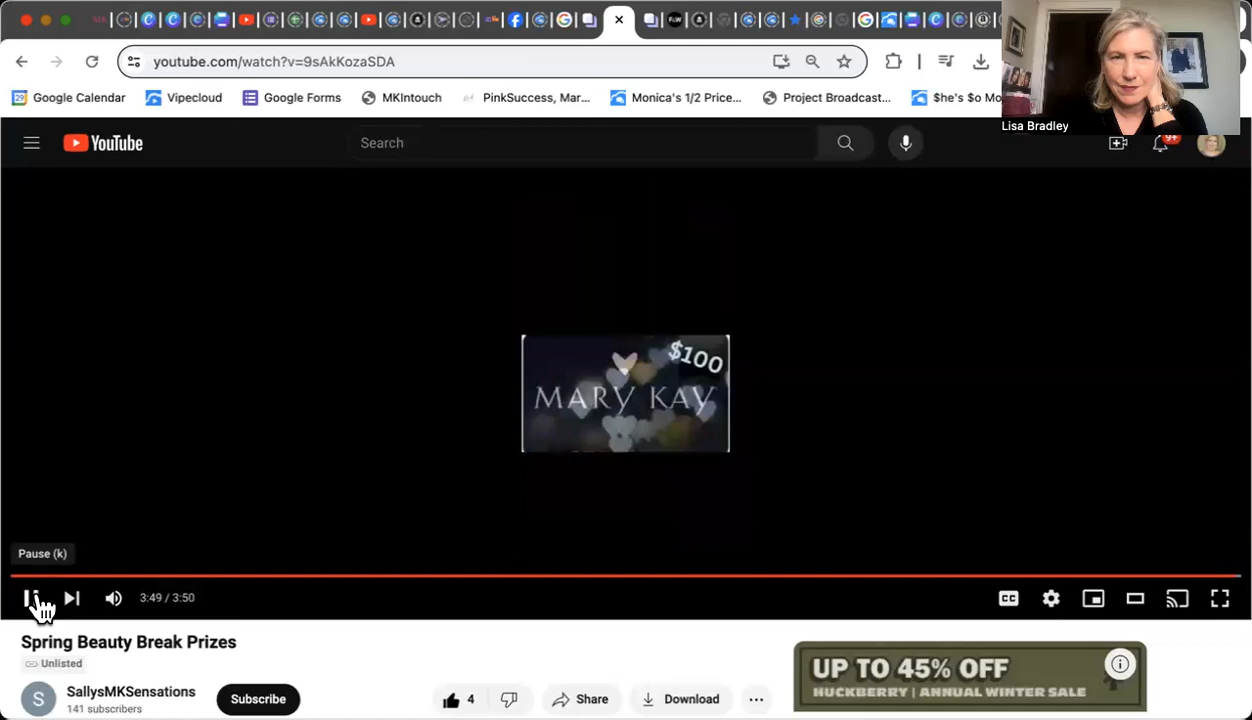 youtube.com/watch?v=9sAkKozaSDA
Google Calendar Vipecloud Google Forms MKIntouch PinkSuccess, Mar... Monica's 1/2 Price... Project Broadcast... $he's $o Mo
Lisa Bradley
YouTube
Search
9+
$100
MARY KAY
Pause (k)
3:49 / 3:50
CC
Spring Beauty Break Prizes
Unlisted
S
SallysMKSensations
141 subscribers
Subscribe
4
Share
Download
UP TO 45% OFF
HUCKBERRY | ANNUAL WINTER SALE